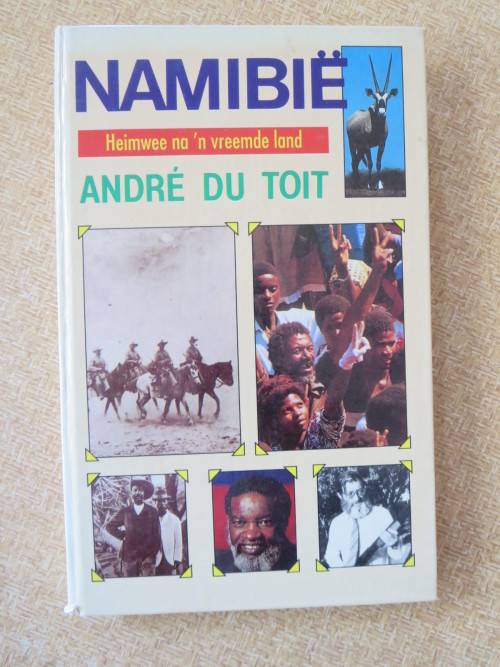 NAMIBIË
Heimwee na 'n vreemde land
ANDRÉ DU TOIT